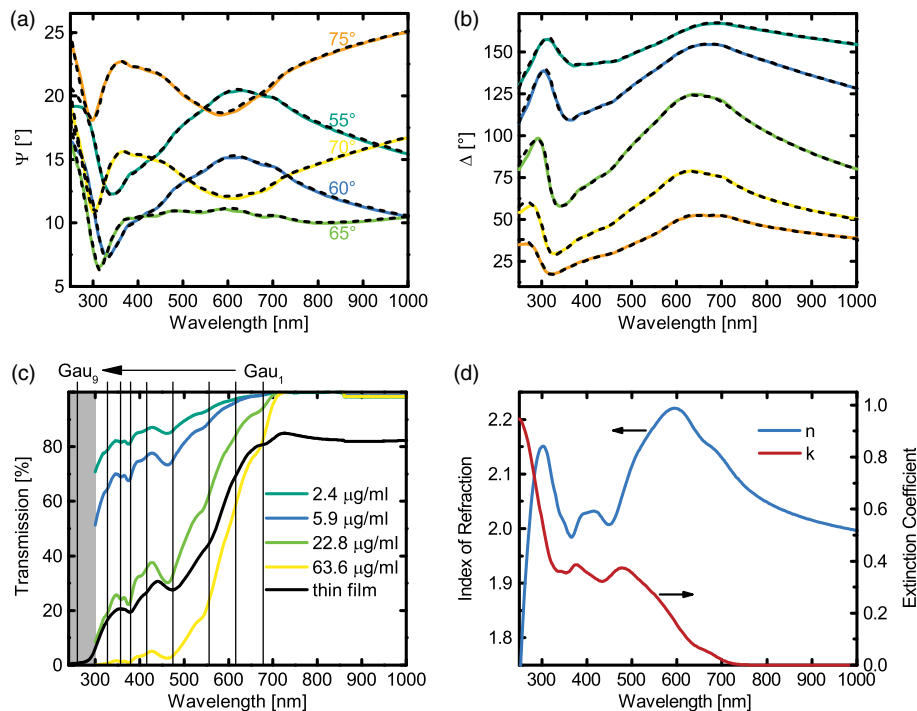 (a)
25
20
15
10
5
Ψ [°]
75°
55°
70°
60°
65°
300 400 500 600 700 800 900 1000
Wavelength [nm]
(b)
150
125
100
75
50
25
Δ [°]
300 400 500 600 700 800 900 1000
Wavelength [nm]
Gau9
Gau1
(c)
80
60
40
20
0
Transmission [%]
2.4 μg/ml
5.9 μg/ml
22.8 μg/ml
63.6 μg/ml
thin film
300 400 500 600 700 800 900 1000
Wavelength [nm]
(d)
2.2
2.1
2.0
1.9
1.8
Index of Refraction
n
k
1.0
0.8
0.6
0.4
0.2
0.0
Extinction Coefficient
300 400 500 600 700 800 900 1000
Wavelength [nm]